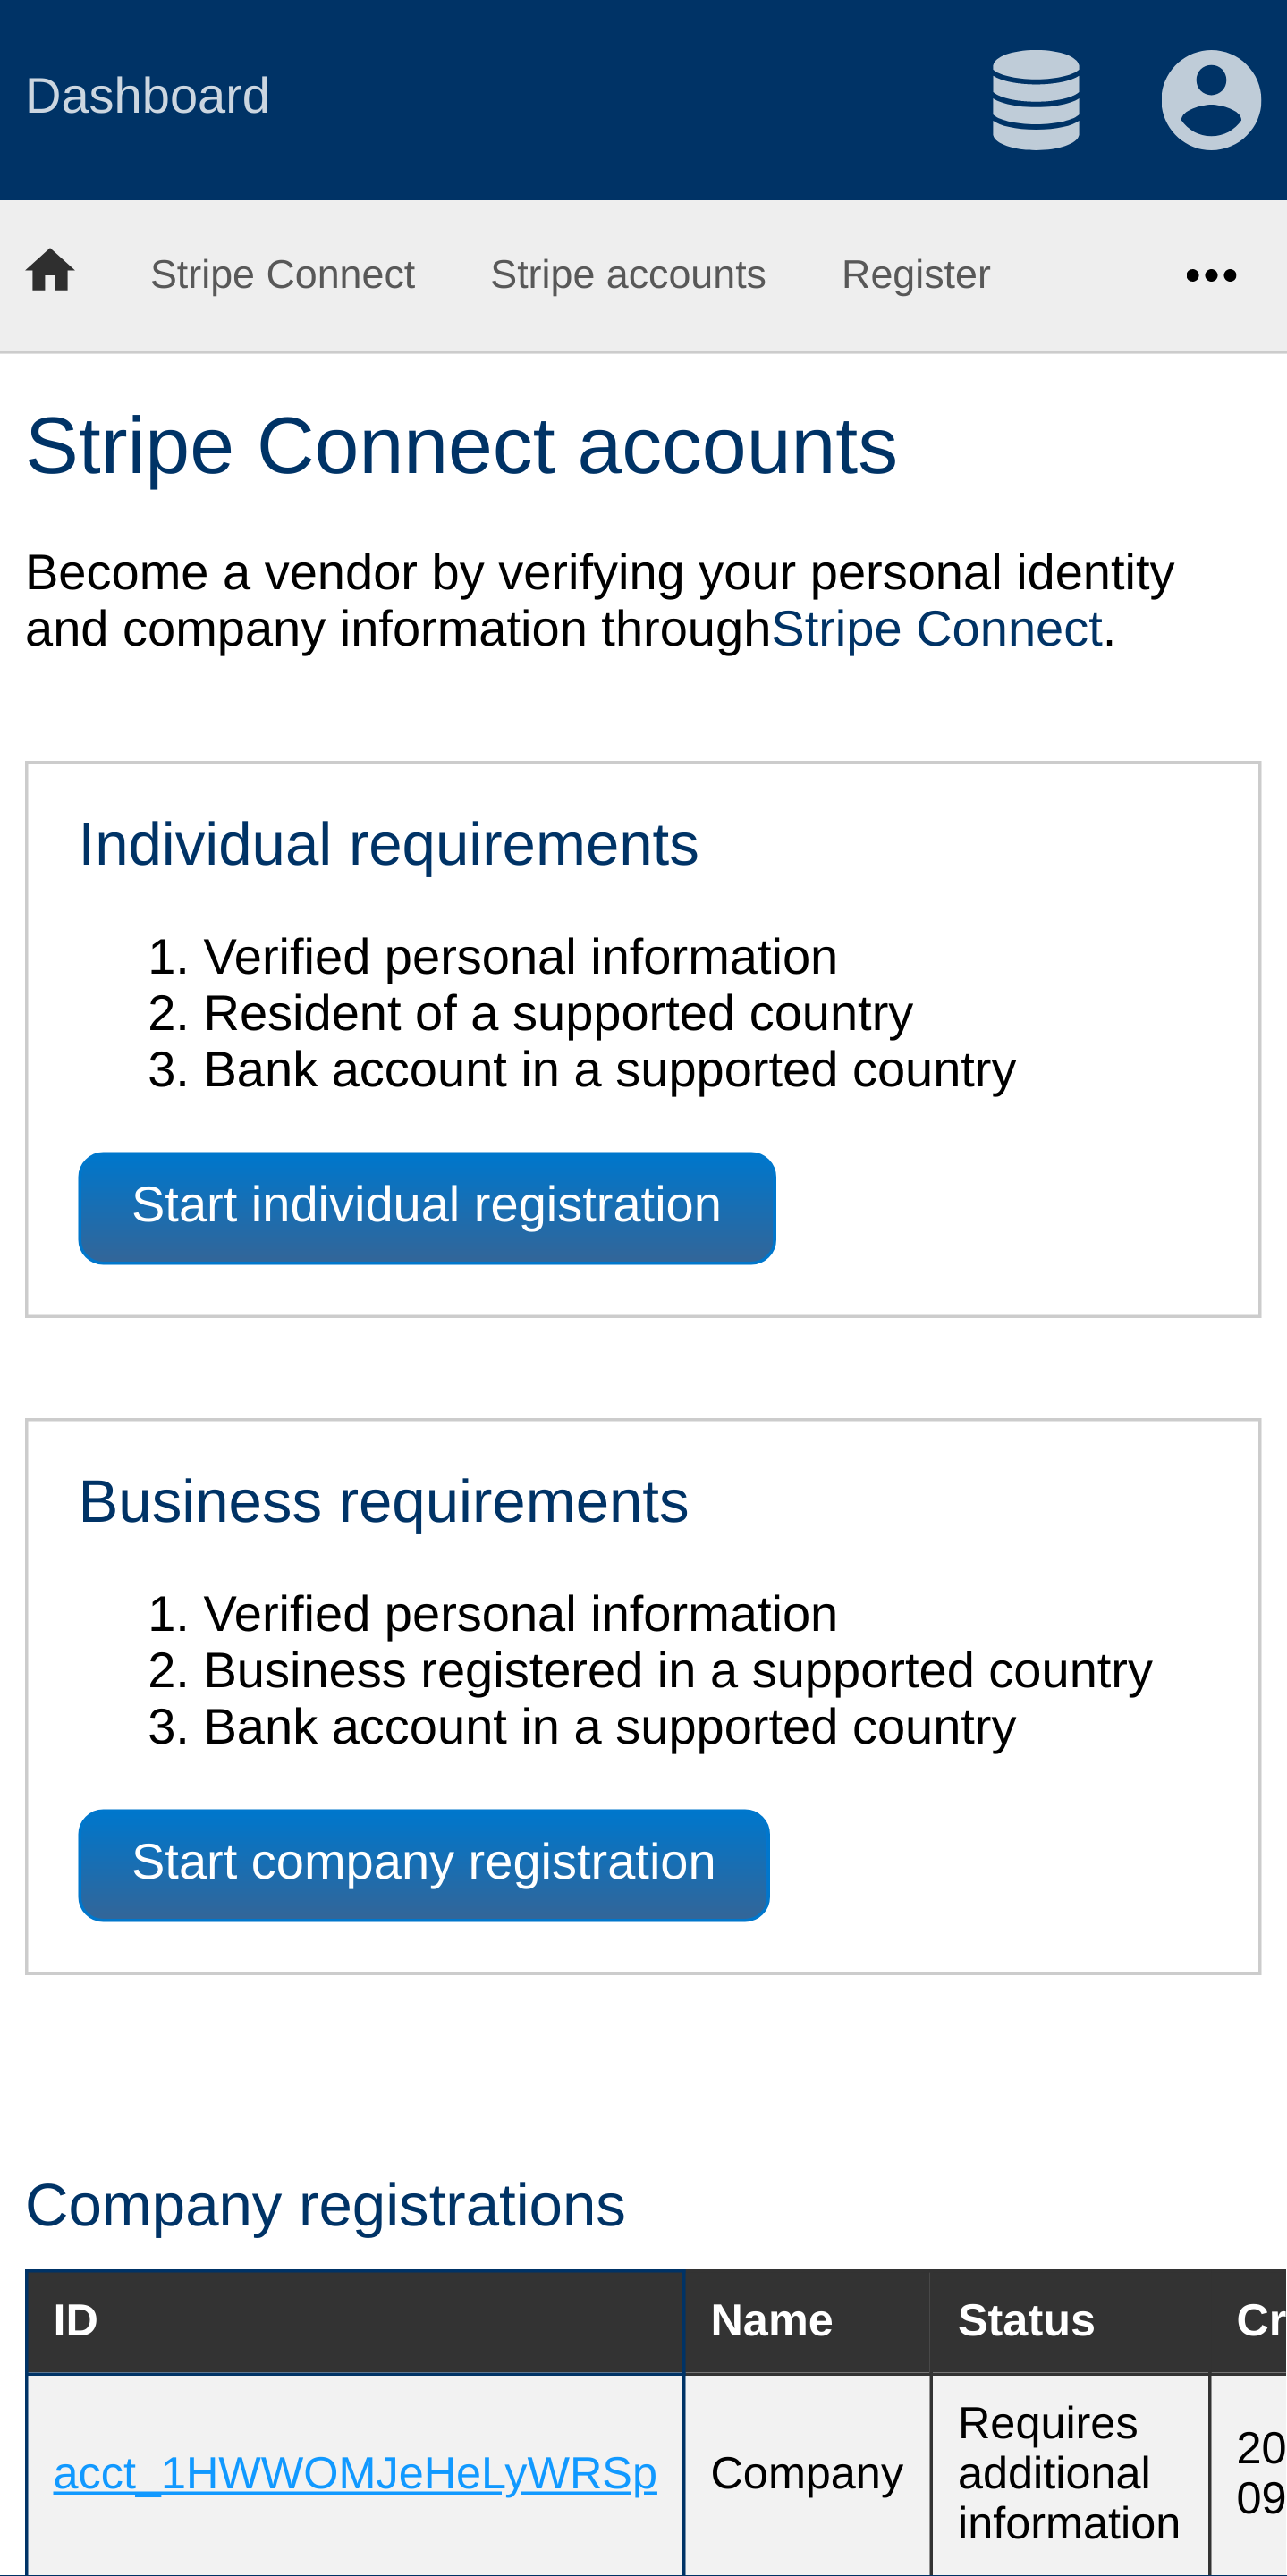 Dashboard
Stripe Connect Stripe accounts Register
Stripe Connect accounts
Become a vendor by verifying your personal identity
and company information throughStripe Connect.
Individual requirements
1. Verified personal information
2. Resident of a supported country
3. Bank account in a supported country
Start individual registration
Business requirements
1. Verified personal information
2. Business registered in a supported country
3. Bank account in a supported country
Start company registration
Company registrations
ID Name Status Cr
Requires
additional
information
acct_1HWWOMJeHeLyWRSp Company
20
09